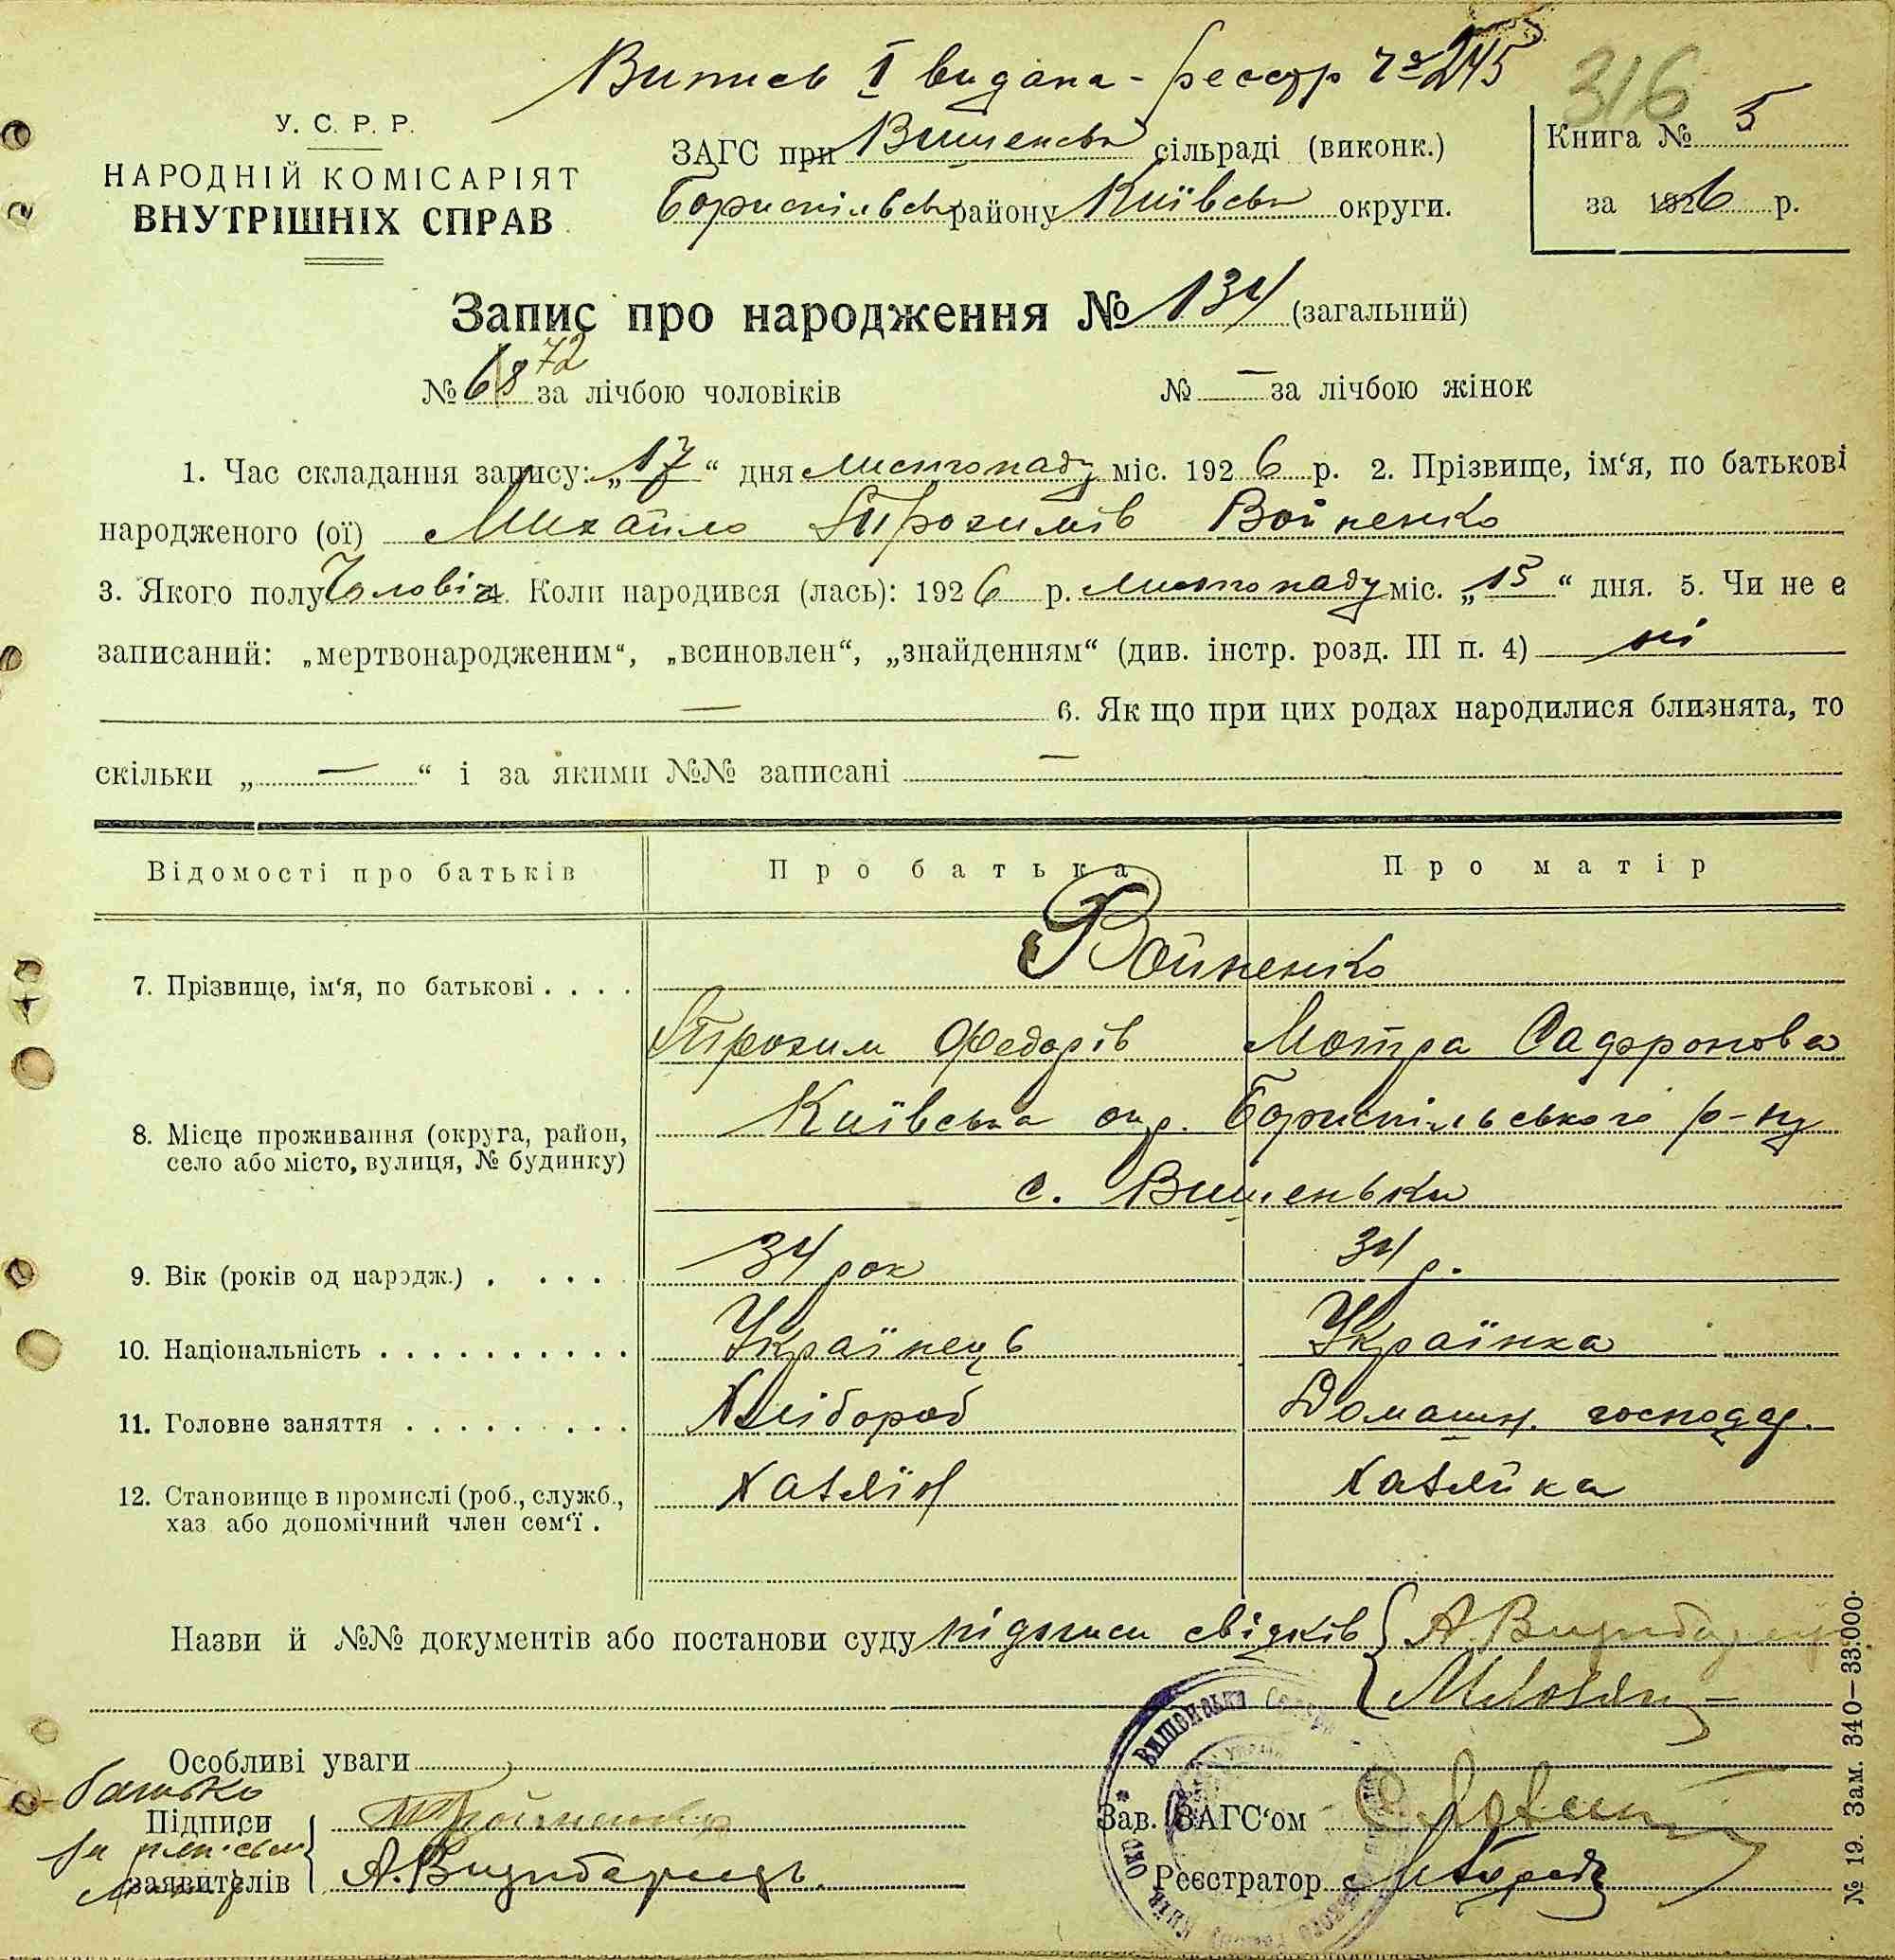 Випись I видана - реєстр № 245
316
У. С. Р. Р.
НАРОДНІЙ КОМІСАРІЯТ
ВНУТРІШНІХ СПРАВ
ЗАГС при Вишенськ сільраді (виконк.)
Бориспільськ району Київськ округи.
Книга № 5
за 1926 р.
Запис про народження № 134 (загальний)
№ 68 72 за лічбою чоловіків № — за лічбою жінок
1. Час складання запису: „17“ дня листопаду міс. 1926 р. 2. Прізвище, ім‘я, по батькові
народженого (ої) Михайло Трохимів Войненко
3. Якого полу Чоловіч. Коли народився (лась): 1926 р. листопаду міс. „15“ дня. 5. Чи не є
записаний: „мертвонародженим“, „всиновлен“, „знайденням“ (див. інстр. розд. III п. 4) ні
— 6. Як що при цих родах народилися близнята, то
скільки „ — “ і за якими №№ записані —
Відомості про батьків Про батька Про матір
7. Прізвище, ім‘я, по батькові . . . . Войненко
Трохим Федорів Мотра Сафронова
8. Місце проживання (округа, район, Київська окр. Бориспільського р-ну
село або місто, вулиця, № будинку) с. Вишеньки
9. Вік (років од народж.) . . . . 34 рок 34 р.
10. Національність . . . . . . . . . . Українець Українка
11. Головне заняття . . . . . . . . . Хлібороб Домашн. господар.
12. Становище в промислі (роб., служб., Хазяїн Хазяйка
хаз або допомічний член сем‘ї .
Назви й №№ документів або постанови суду підписи свідків {
Особливі уваги
батько
Підписи
заявителів
Зав. ЗАГС‘ом
Реєстратор
№ 19. Зам. 340–33.000.